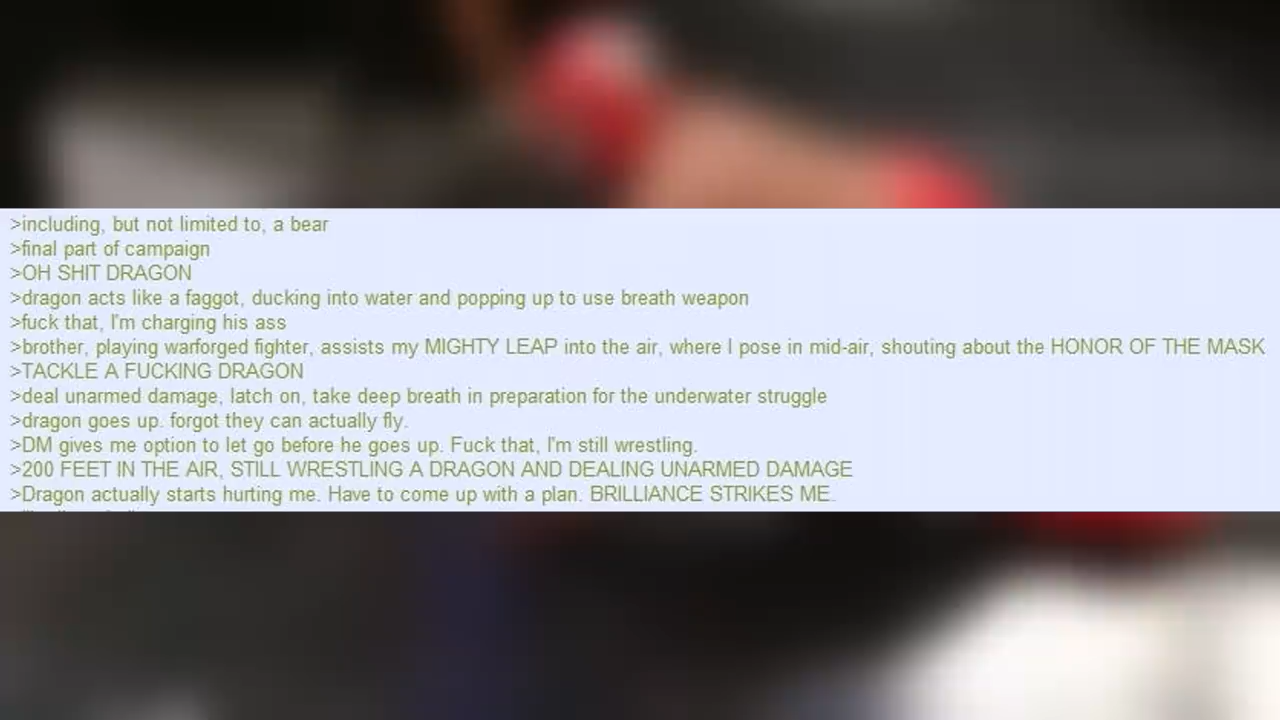 >including, but not limited to, a bear
>final part of campaign
>OH SHIT DRAGON
>dragon acts like a faggot, ducking into water and popping up to use breath weapon
>fuck that, I'm charging his ass
>brother, playing warforged fighter, assists my MIGHTY LEAP into the air, where I pose in mid-air, shouting about the HONOR OF THE MASK
>TACKLE A FUCKING DRAGON
>deal unarmed damage, latch on, take deep breath in preparation for the underwater struggle
>dragon goes up. forgot they can actually fly.
>DM gives me option to let go before he goes up. Fuck that, I'm still wrestling.
>200 FEET IN THE AIR, STILL WRESTLING A DRAGON AND DEALING UNARMED DAMAGE
>Dragon actually starts hurting me. Have to come up with a plan. BRILLIANCE STRIKES ME.